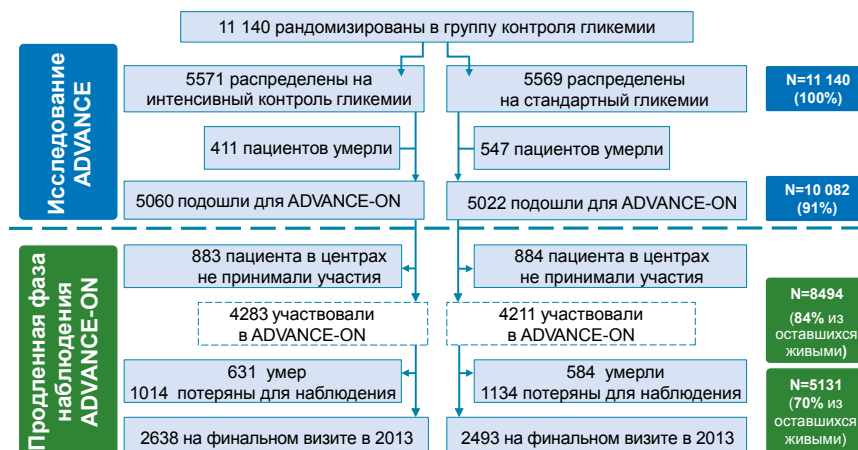 11 140 рандомизированы в группу контроля гликемии
Исследование
ADVANCE
5571 распределены на
интенсивный контроль гликемии
5569 распределены
на стандартный гликемии
N=11 140
(100%)
411 пациентов умерли
547 пациентов умерли
5060 подошли для ADVANCE-ON
5022 подошли для ADVANCE-ON
N=10 082
(91%)
Продленная фаза
наблюдения
ADVANCE-ON
883 пациента в центрах
не принимали участия
884 пациента в центрах
не принимали участия
4283 участвовали
в ADVANCE-ON
4211 участвовали
в ADVANCE-ON
N=8494
(84% из
оставшихся
живыми)
631 умер
1014 потеряны для наблюдения
584 умерли
1134 потеряны для наблюдения
N=5131
(70% из
оставшихся
живыми)
2638 на финальном визите в 2013
2493 на финальном визите в 2013